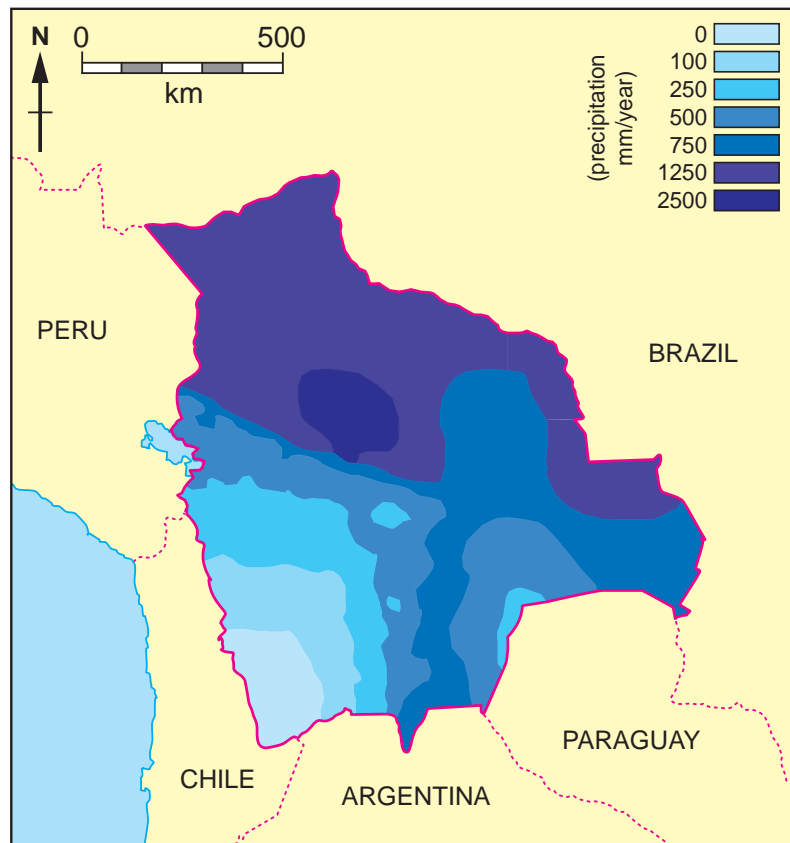 N
0 500
km
(precipitation
mm/year)
0
100
250
500
750
1250
2500
PERU
BRAZIL
PARAGUAY
CHILE
ARGENTINA